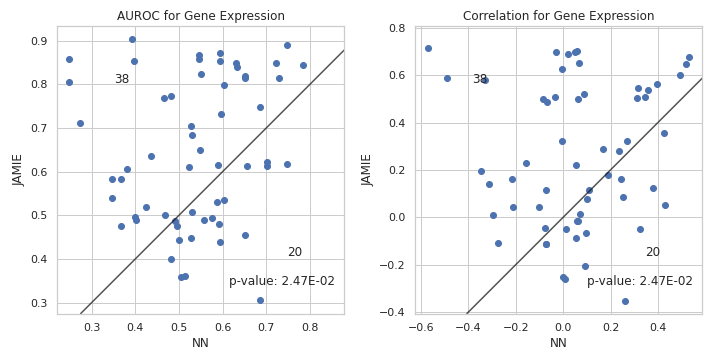 AUROC for Gene Expression
0.9
0.8
0.7
0.6
0.5
0.4
0.3
JAMIE
38
20
p-value: 2.47E-02
0.3 0.4 0.5 0.6 0.7 0.8
NN
Correlation for Gene Expression
0.8
0.6
0.4
0.2
0.0
−0.2
−0.4
JAMIE
38
20
p-value: 2.47E-02
−0.6 −0.4 −0.2 0.0 0.2 0.4
NN